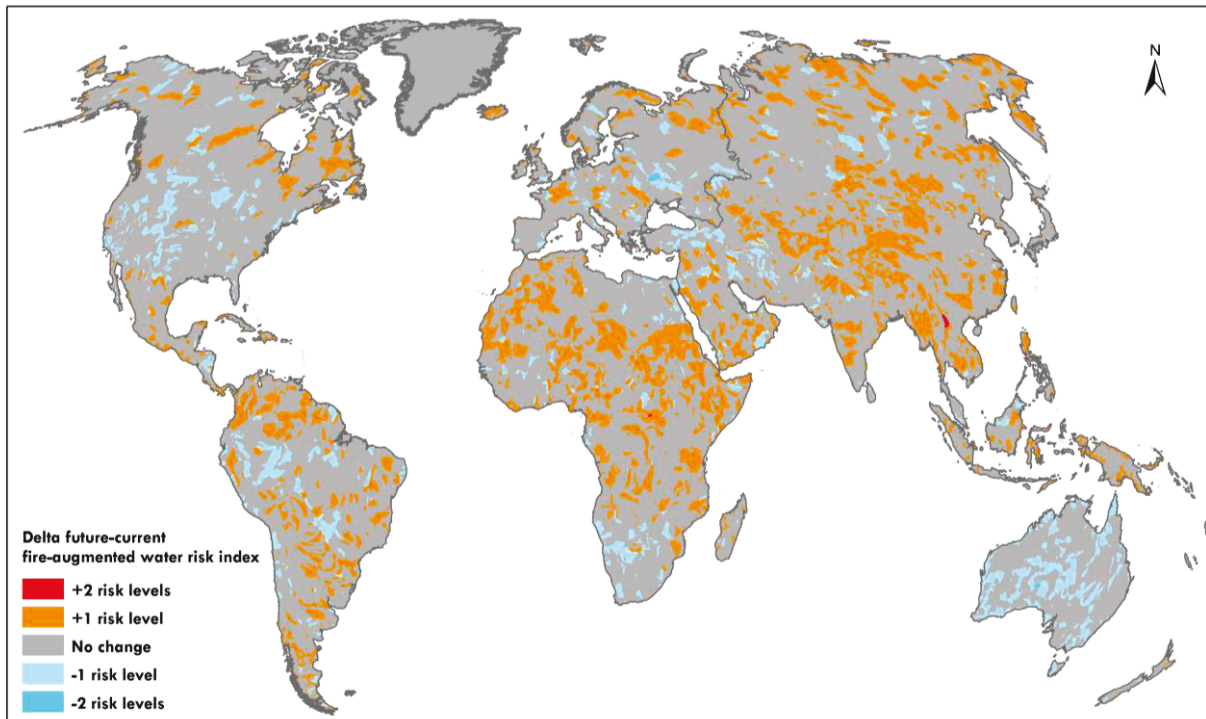 N
Delta future-current
fire-augmented water risk index
+2 risk levels
+1 risk level
No change
-1 risk level
-2 risk levels